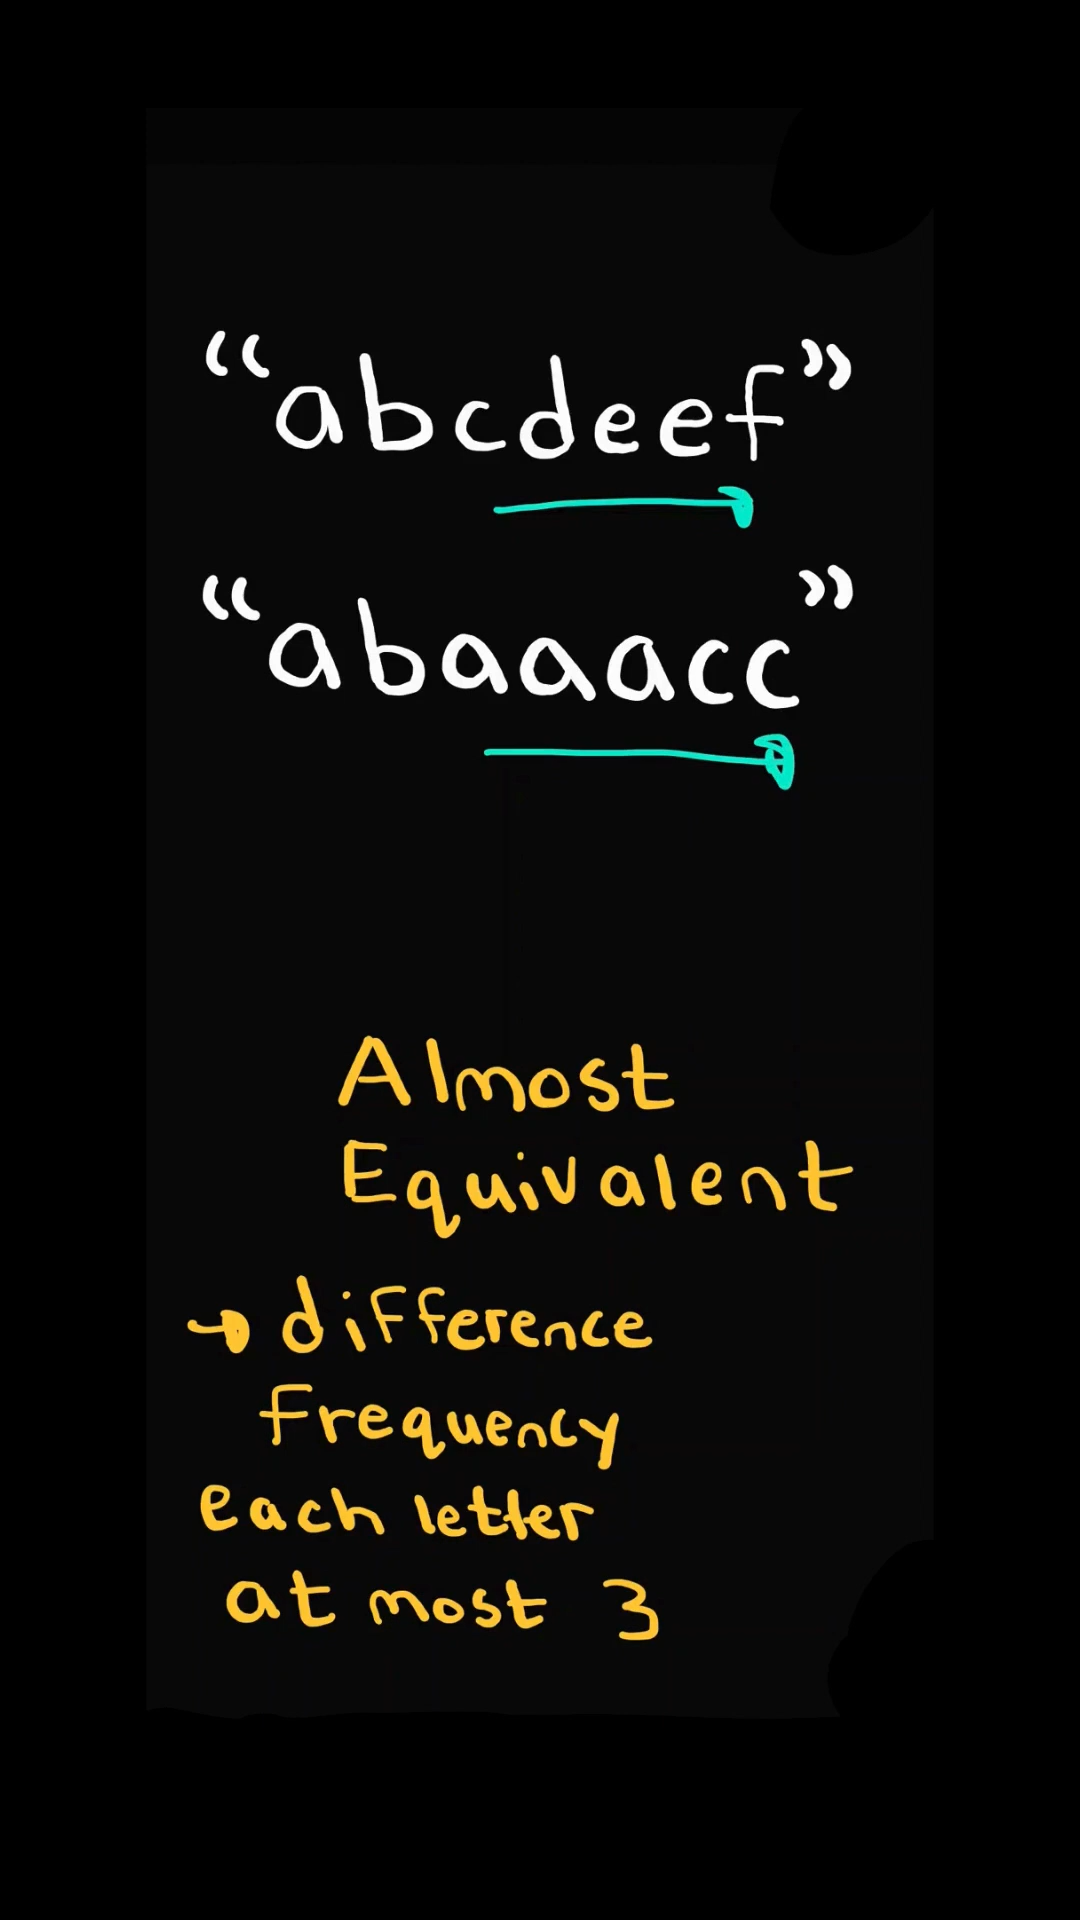 “abcdeef”
“abaaacc”
Almost
Equivalent
→ difference
frequency
each letter
at most 3